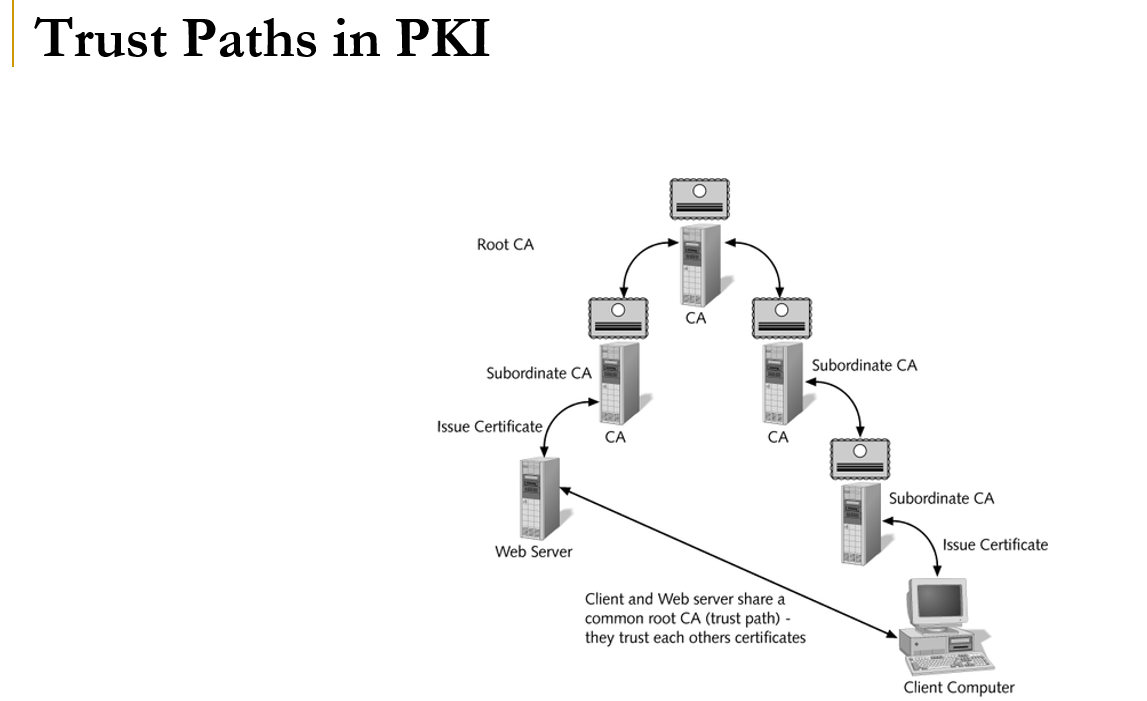 Trust Paths in PKI
Root CA
CA
Subordinate CA
Subordinate CA
Issue Certificate
CA
CA
Subordinate CA
Web Server
Issue Certificate
Client and Web server share a
common root CA (trust path) -
they trust each others certificates
Client Computer